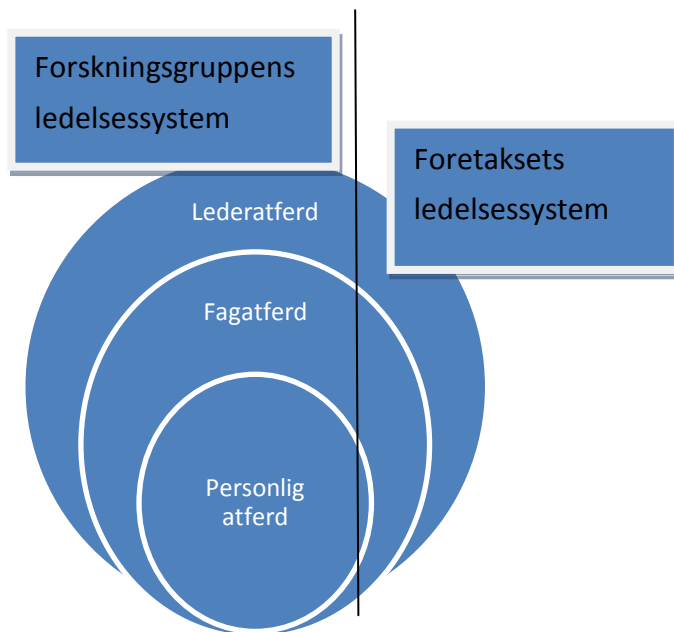 Forskningsgruppens
ledelsessystem
Foretaksets
ledelsessystem
Lederatferd
Fagatferd
Personlig
atferd